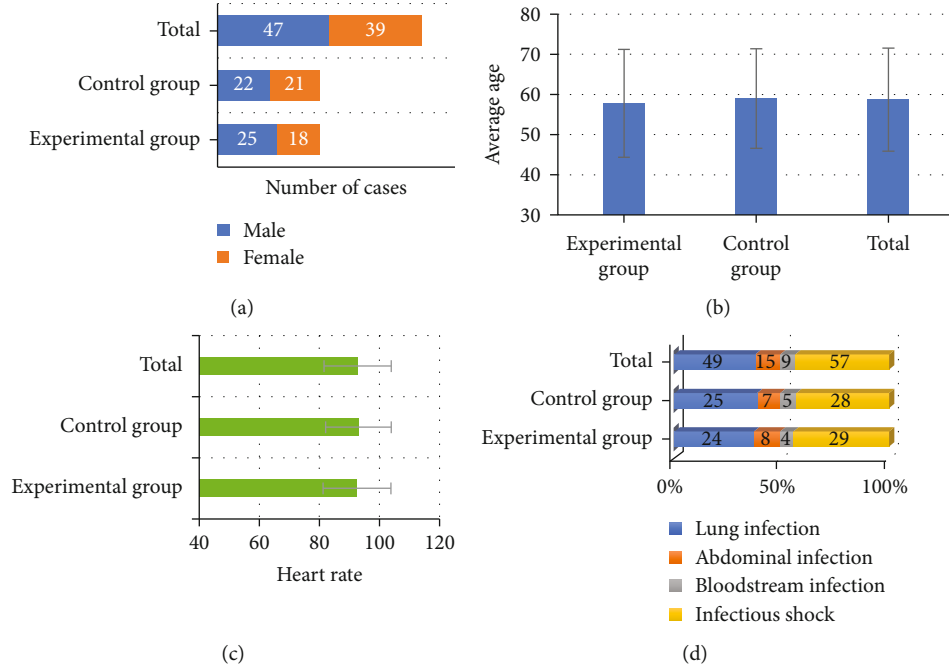 Total
47
39
Control group
22
21
Experimental group
25
18
Number of cases
Male
Female
(a)
Average age
80
70
60
50
40
30
Experimental
group
Control
group
Total
(b)
Total
Control group
Experimental group
40
60
80
100
120
Heart rate
(c)
Total
49
15
9
57
Control group
25
7
5
28
Experimental group
24
8
4
29
0%
50%
100%
Lung infection
Abdominal infection
Bloodstream infection
Infectious shock
(d)